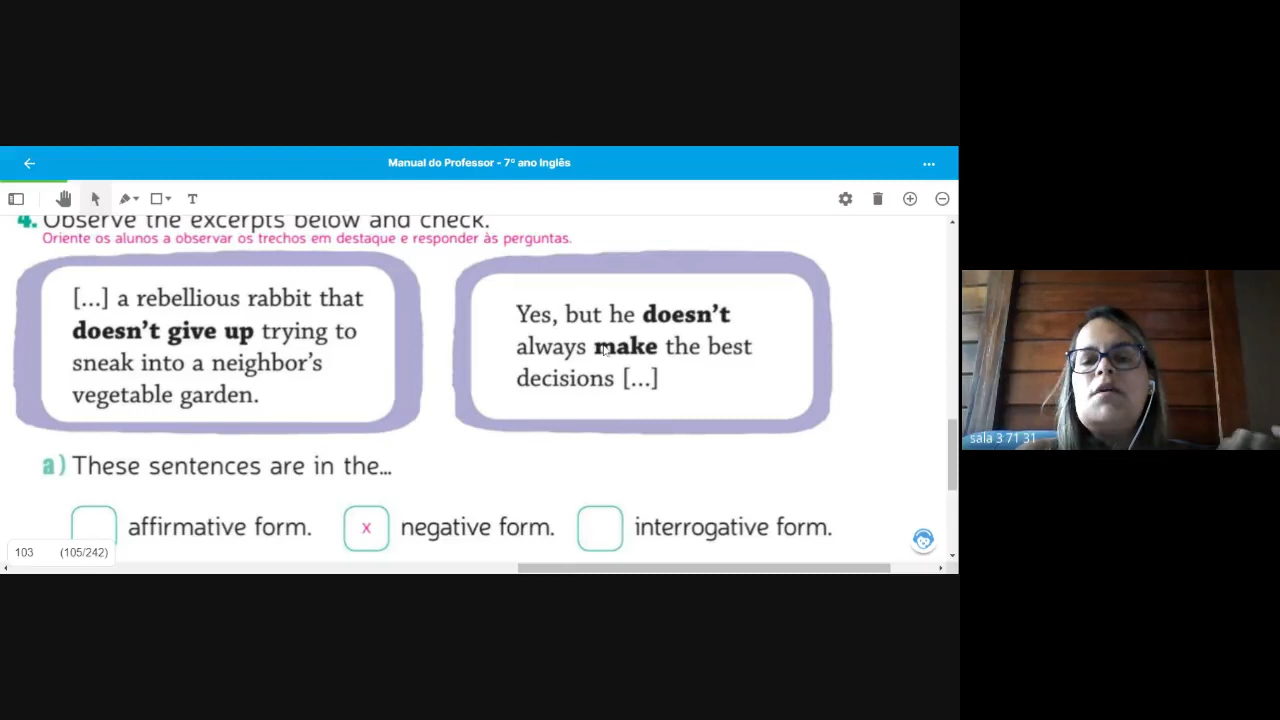 Manual do Professor - 7º ano Inglês
4. Observe the excerpts below and check.
Oriente os alunos a observar os trechos em destaque e responder às perguntas.
[...] a rebellious rabbit that
doesn't give up trying to
sneak into a neighbor's
vegetable garden.
Yes, but he doesn't
always make the best
decisions [...]
a) These sentences are in the...
affirmative form.
x negative form.
interrogative form.
103 (105/242)
sala 3 71 31